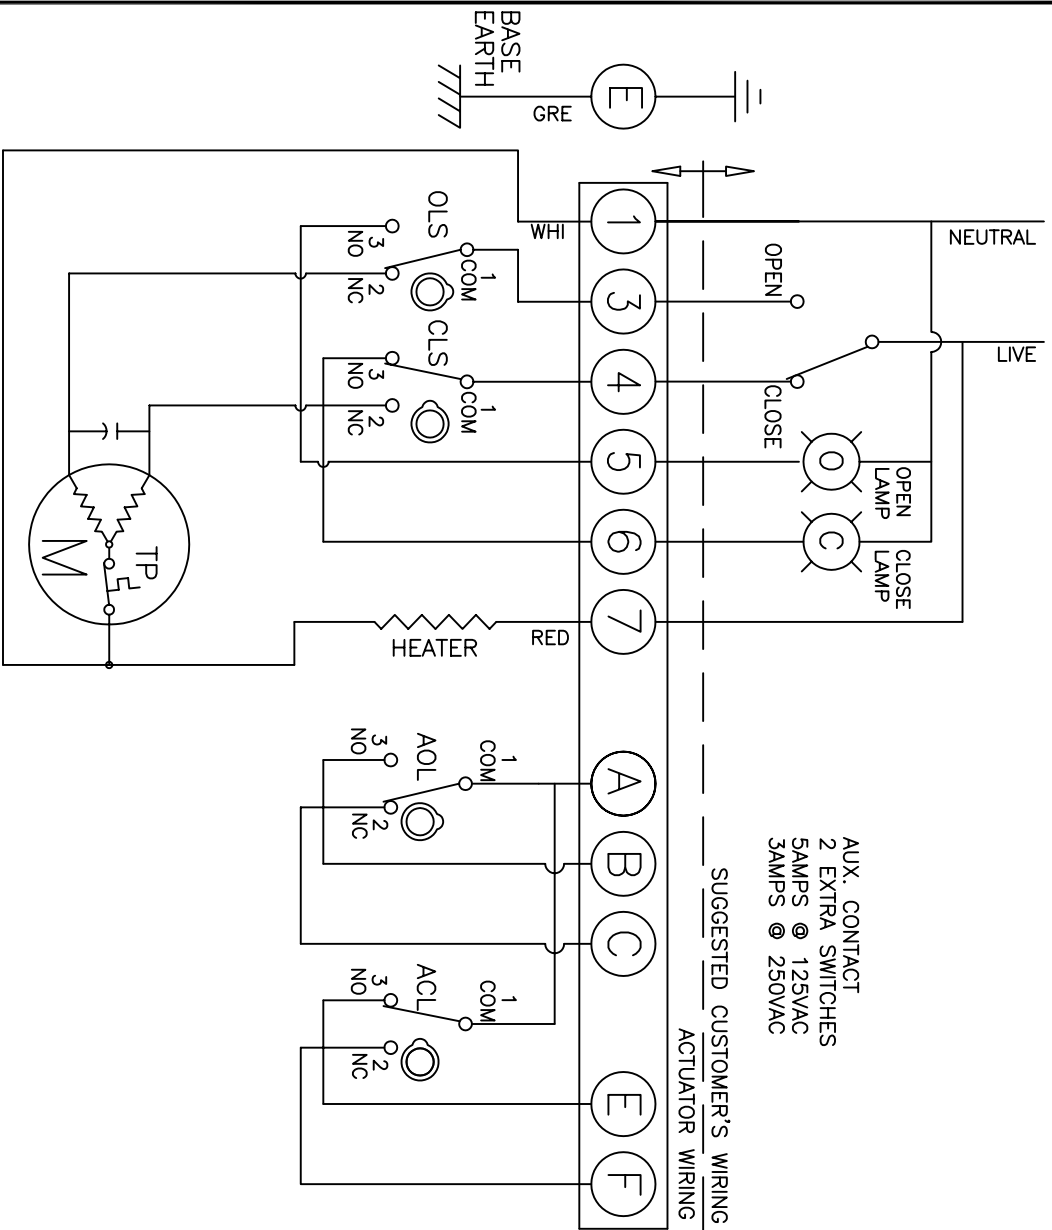 NEUTRAL
LIVE
OPEN
LAMP
CLOSE
LAMP
O
C
OPEN
CLOSE
AUX. CONTACT
2 EXTRA SWITCHES
5AMPS @ 125VAC
3AMPS @ 250VAC
SUGGESTED CUSTOMER'S WIRING
ACTUATOR WIRING
E
1
3
4
5
6
7
A
B
C
E
F
GRE
WHI
RED
BASE
EARTH
HEATER
1
COM
OLS
3
NO
2
NC
1
COM
CLS
3
NO
2
NC
1
COM
AOL
3
NO
2
NC
1
COM
ACL
3
NO
2
NC
TP
M